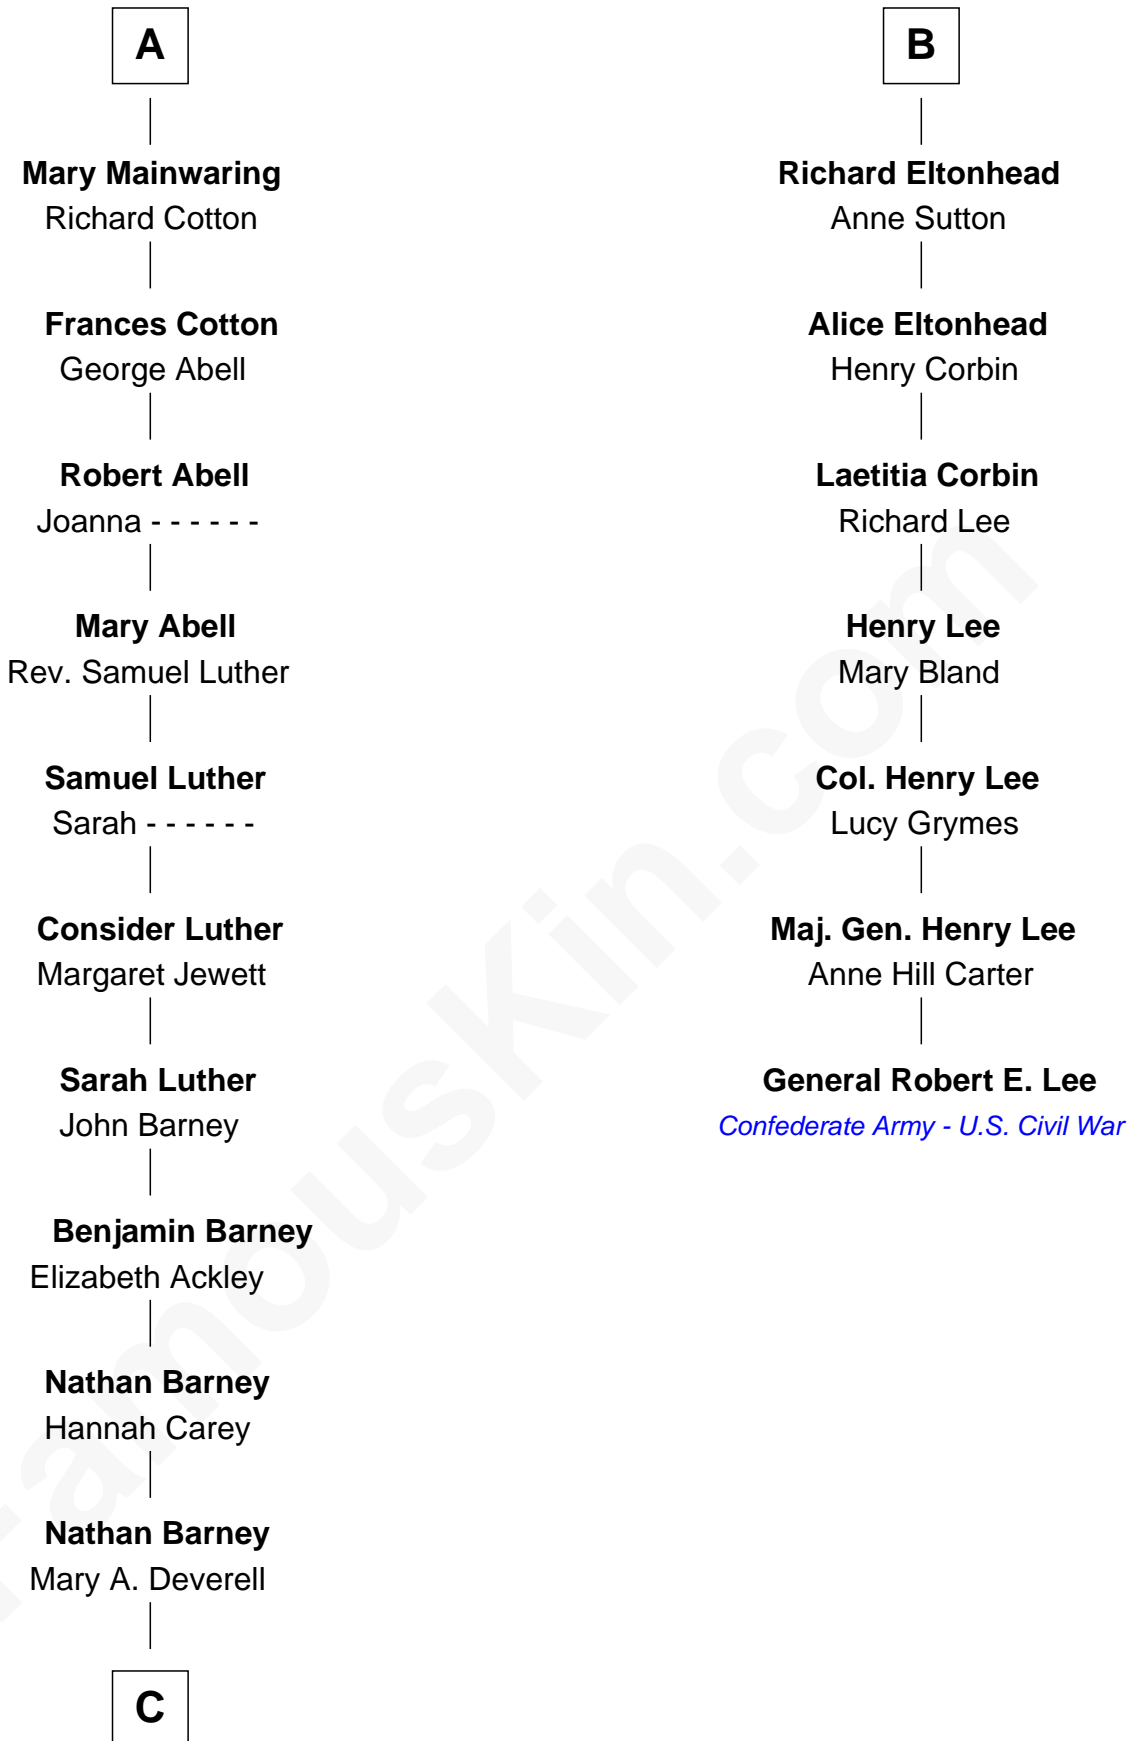 A
Mary Mainwaring
Richard Cotton
Frances Cotton
George Abell
Robert Abell
Joanna - - - - - -
Mary Abell
Rev. Samuel Luther
Samuel Luther
Sarah - - - - - -
Consider Luther
Margaret Jewett
Sarah Luther
John Barney
Benjamin Barney
Elizabeth Ackley
Nathan Barney
Hannah Carey
Nathan Barney
Mary A. Deverell
C
B
Richard Eltonhead
Anne Sutton
Alice Eltonhead
Henry Corbin
Laetitia Corbin
Richard Lee
Henry Lee
Mary Bland
Col. Henry Lee
Lucy Grymes
Maj. Gen. Henry Lee
Anne Hill Carter
General Robert E. Lee
Confederate Army - U.S. Civil War
FamousKin.com